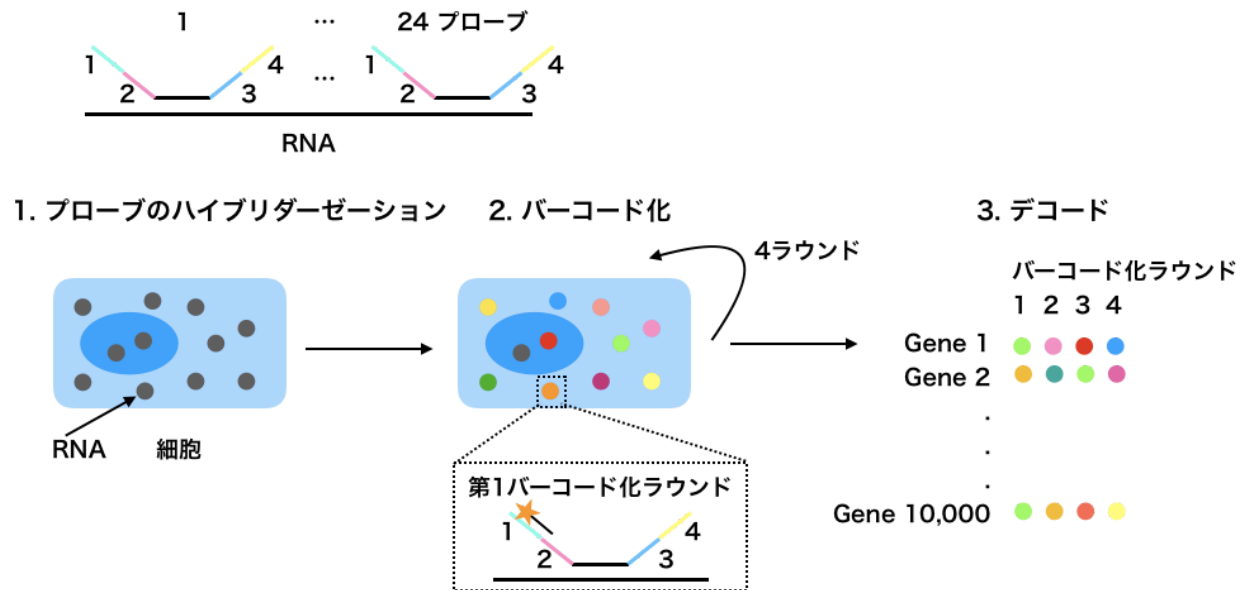 1 … 24 プローブ
1 2 3 4 … 1 2 3 4
RNA
1. プローブのハイブリダーゼーション
2. バーコード化
3. デコード
4ラウンド
バーコード化ラウンド
1 2 3 4
Gene 1
Gene 2
.
.
.
Gene 10,000
RNA
細胞
第1バーコード化ラウンド
1 2 3 4